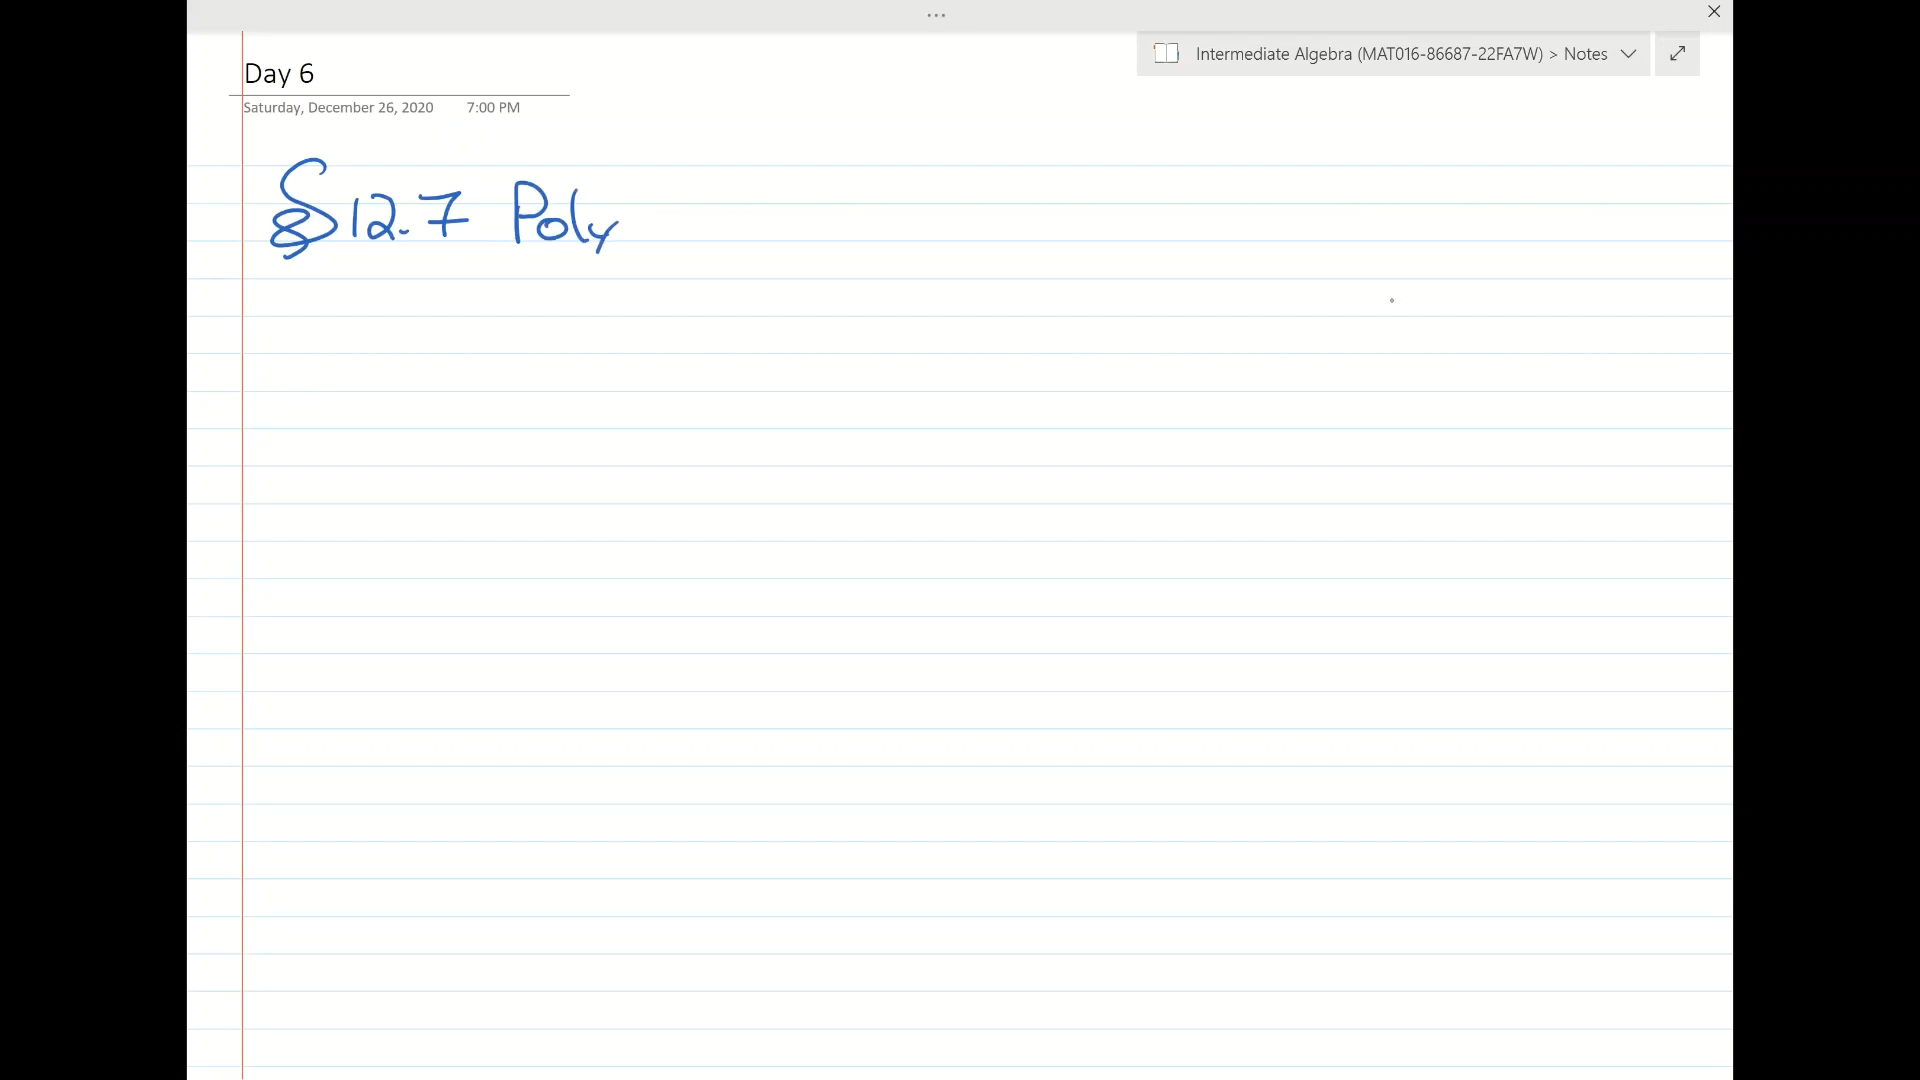 Intermediate Algebra (MAT016-86687-22FA7W) > Notes
Day 6
Saturday, December 26, 2020 7:00 PM
§12.7 Poly